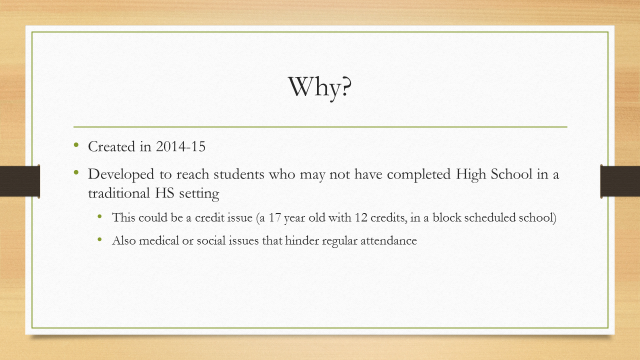 Why?
• Created in 2014-15
• Developed to reach students who may not have completed High School in a
traditional HS setting
• This could be a credit issue (a 17 year old with 12 credits, in a block scheduled school)
• Also medical or social issues that hinder regular attendance